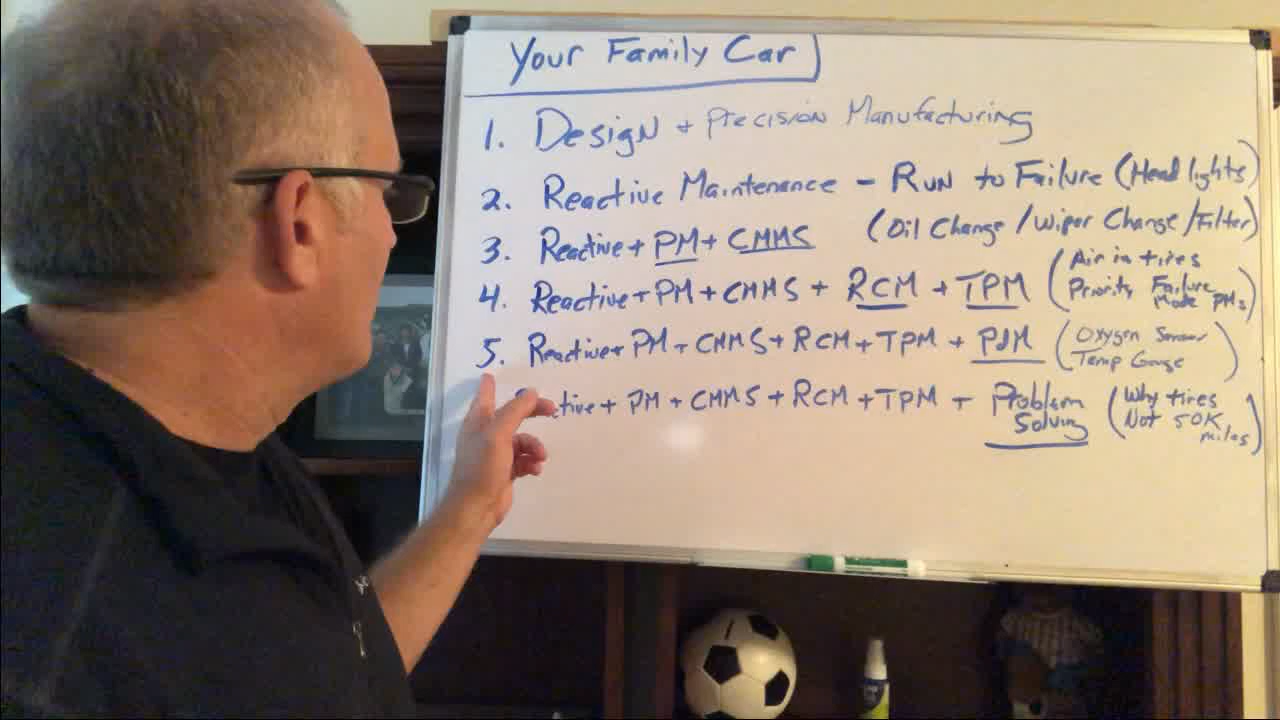 Your Family Car
1. Design + Precision Manufacturing
2. Reactive Maintenance - Run to Failure (Headlights)
3. Reactive + PM + CMMS (Oil Change / Wiper Change / Filter)
4. Reactive + PM + CMMS + RCM + TPM (Air in tires
Priority Failure
Mode PMs)
5. Reactive + PM + CMMS + RCM + TPM + PdM (Oxygen Sensor
Temp Gauge)
+ PM + CMMS + RCM + TPM + Problem Solving (Why tires
Not 50K
miles)